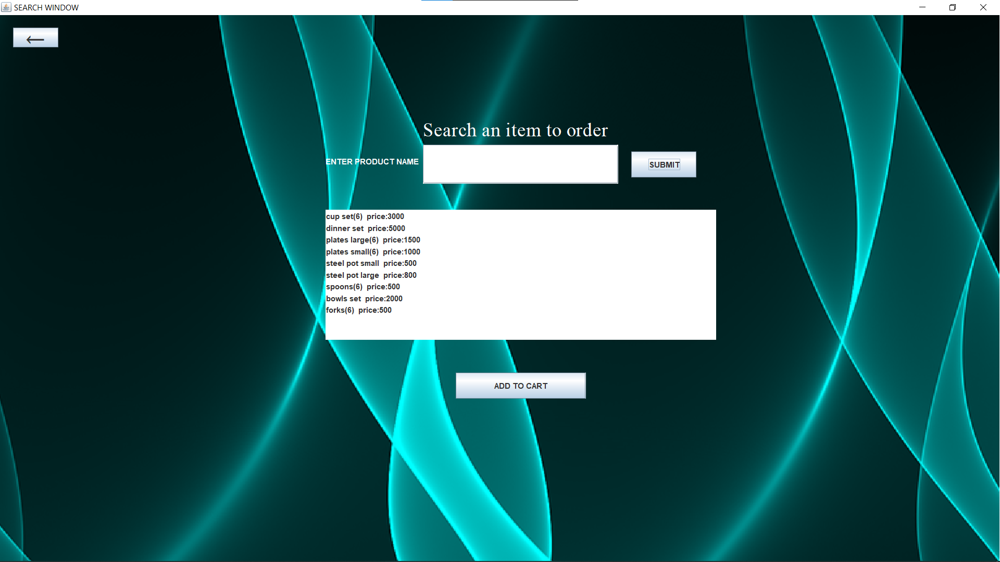 SEARCH WINDOW
←
Search an item to order
ENTER PRODUCT NAME
SUBMIT
cup set(6)  price:3000
dinner set  price:5000
plates large(6)  price:1500
plates small(6)  price:1000
steel pot small  price:500
steel pot large  price:800
spoons(6)  price:500
bowls set  price:2000
forks(6)  price:500
ADD TO CART